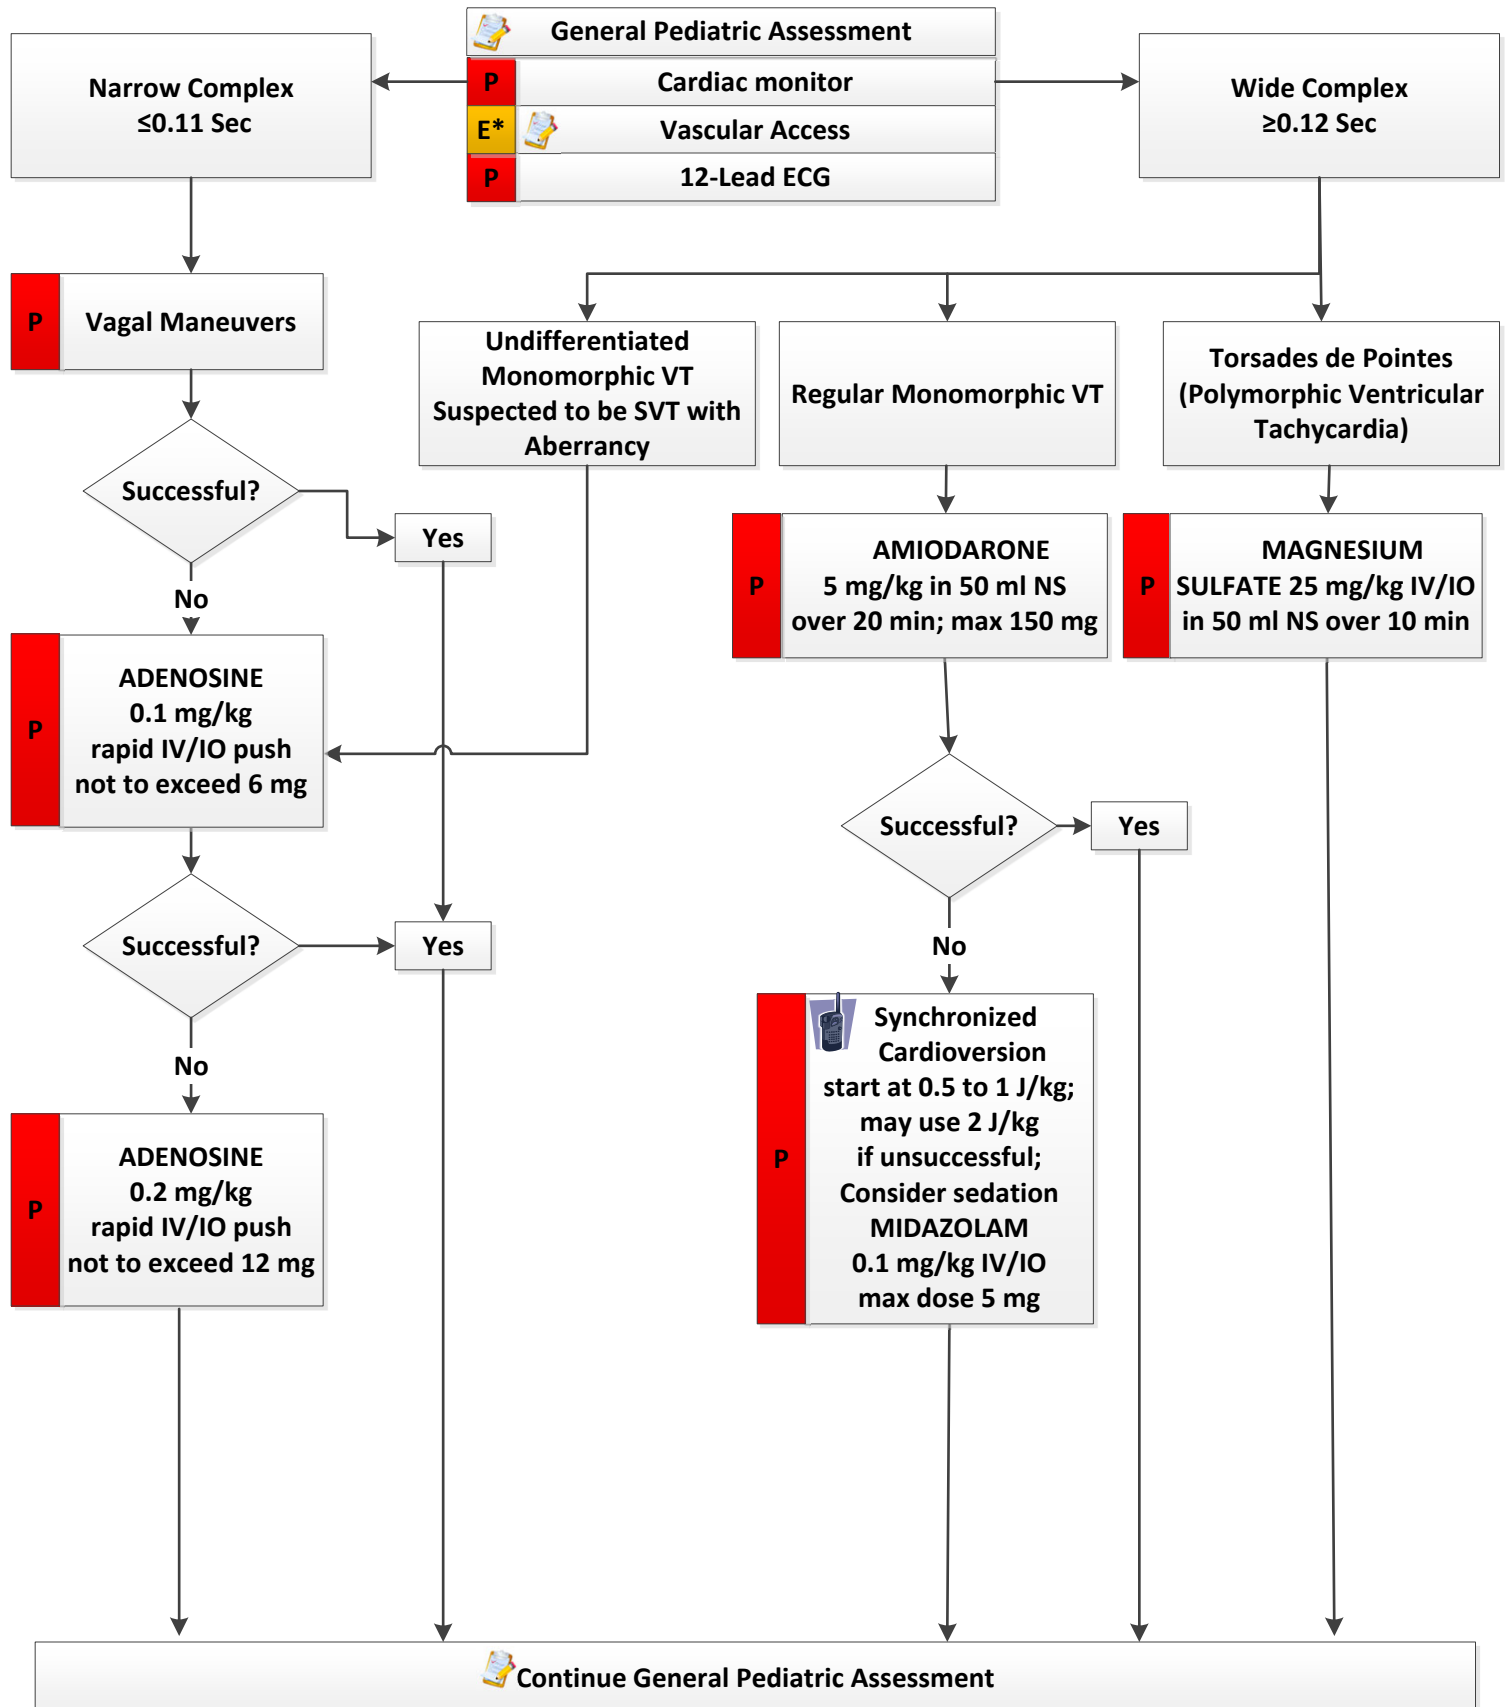 General Pediatric Assessment
P
Cardiac monitor
E*
Vascular Access
P
12-Lead ECG
Narrow Complex
≤0.11 Sec
Wide Complex
≥0.12 Sec
P
Vagal Maneuvers
Successful?
Yes
No
P
ADENOSINE
0.1 mg/kg
rapid IV/IO push
not to exceed 6 mg
Successful?
Yes
No
P
ADENOSINE
0.2 mg/kg
rapid IV/IO push
not to exceed 12 mg
Undifferentiated
Monomorphic VT
Suspected to be SVT with
Aberrancy
Regular Monomorphic VT
P
AMIODARONE
5 mg/kg in 50 ml NS
over 20 min; max 150 mg
Successful?
Yes
No
P
Synchronized
Cardioversion
start at 0.5 to 1 J/kg;
may use 2 J/kg
if unsuccessful;
Consider sedation
MIDAZOLAM
0.1 mg/kg IV/IO
max dose 5 mg
Torsades de Pointes
(Polymorphic Ventricular
Tachycardia)
P
MAGNESIUM
SULFATE 25 mg/kg IV/IO
in 50 ml NS over 10 min
Continue General Pediatric Assessment